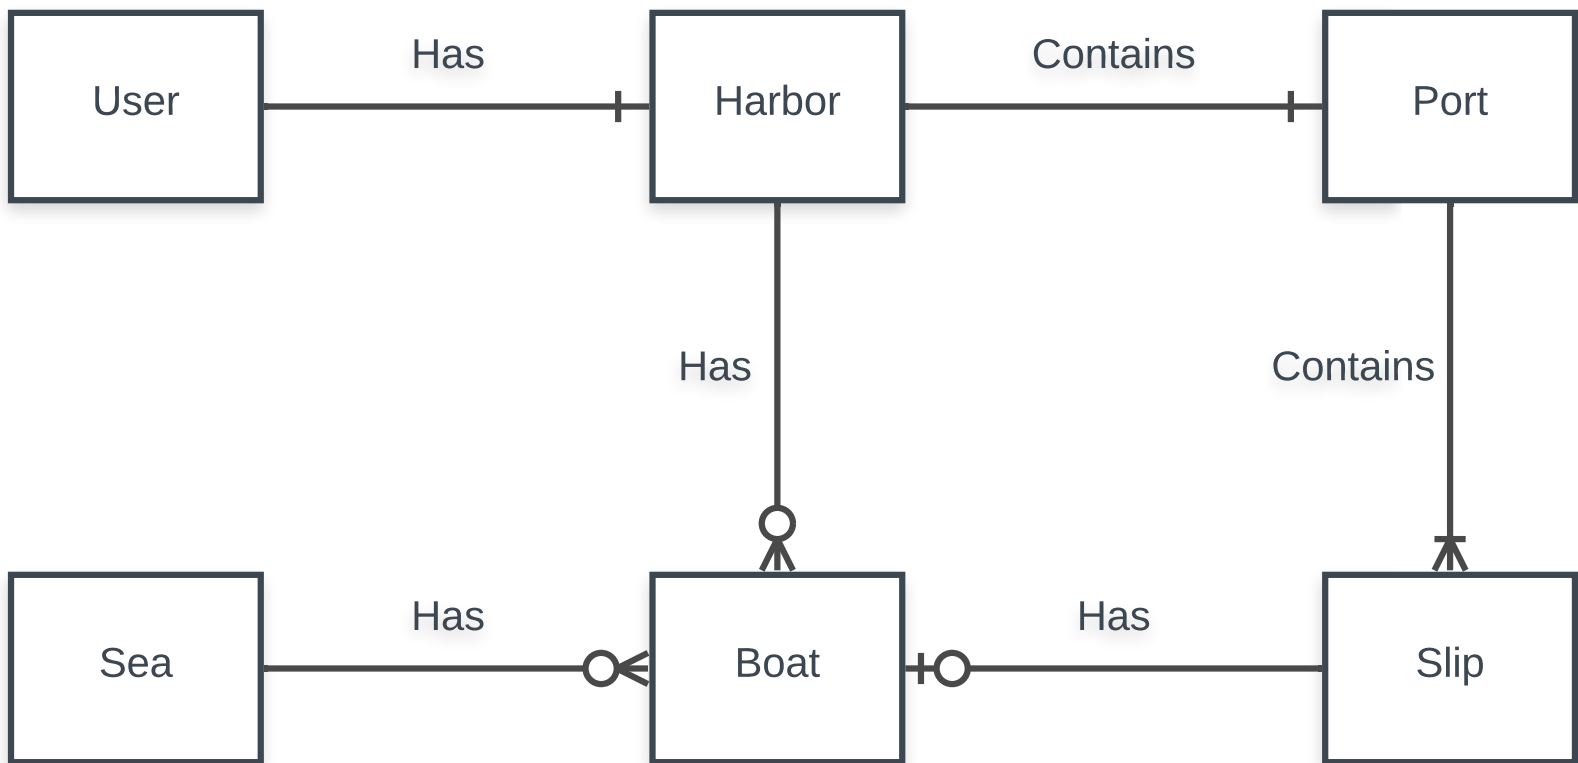 Has
Contains
User
Harbor
Port
Has
Contains
Has
Has
Sea
Boat
Slip